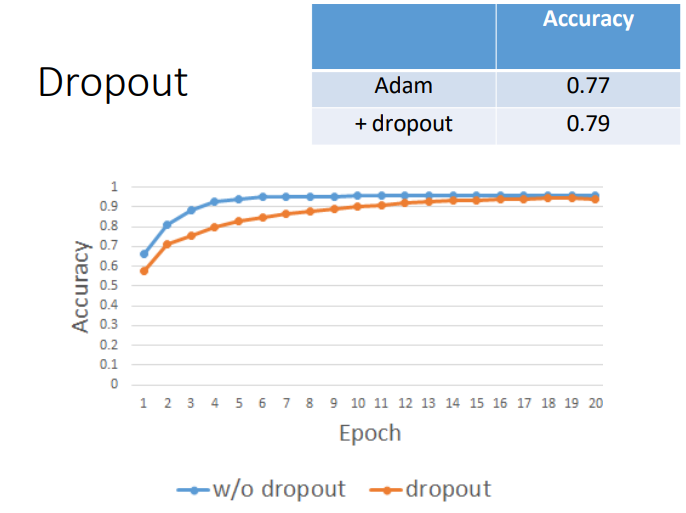 Dropout
Accuracy
Adam 0.77
+ dropout 0.79
1
0.9
0.8
0.7
0.6
0.5
0.4
0.3
0.2
0.1
0
Accuracy
1 2 3 4 5 6 7 8 9 10 11 12 13 14 15 16 17 18 19 20
Epoch
w/o dropout dropout